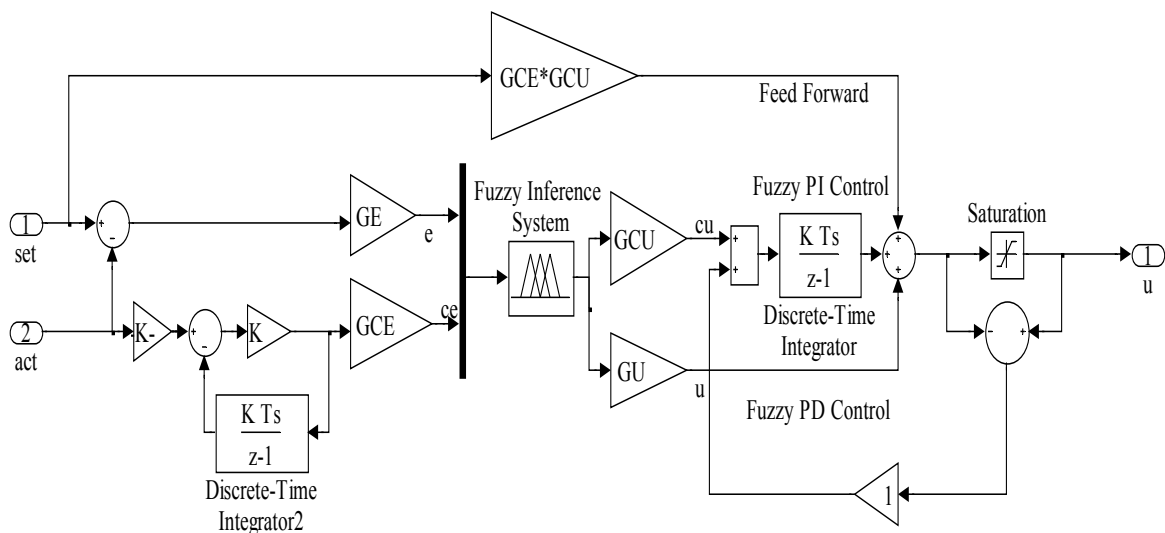 GCE*GCU
Feed Forward
Fuzzy Inference
System
Fuzzy PI Control
Saturation
1
set
+
-
GE
e
GCU
cu
+
+
K Ts
z-1
Discrete-Time
Integrator
+
+
+
1
u
2
act
K-
+
-
K
GCE
ce
GU
u
Fuzzy PD Control
-
+
K Ts
z-1
Discrete-Time
Integrator2
1